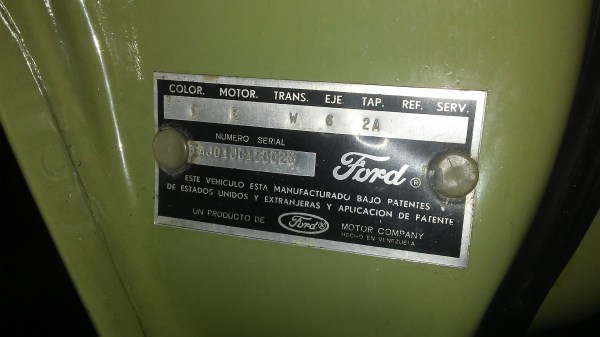 COLOR. MOTOR. TRANS. EJE TAP. REF. SERV.
W 6 2A
NUMERO SERIAL
Ford ®
ESTE VEHICULO ESTA MANUFACTURADO BAJO PATENTES
DE ESTADOS UNIDOS Y EXTRANJERAS Y APLICACION DE PATENTE
UN PRODUCTO DE Ford® MOTOR COMPANY
HECHO EN VENEZUELA